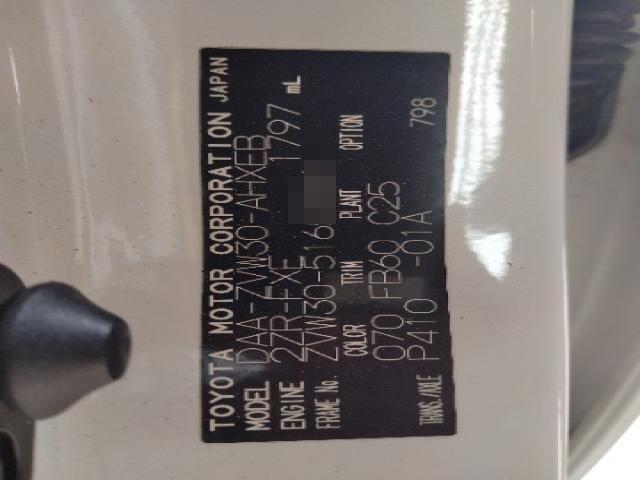 TOYOTA MOTOR CORPORATION JAPAN
MODEL DAA-ZVW30-AHXEB
ENGINE 2ZR-FXE 1797 mL
FRAME No. ZVW30-516
COLOR TRIM PLANT OPTION
070 FB60 C25
TRANS./AXLE P410 -01A 798